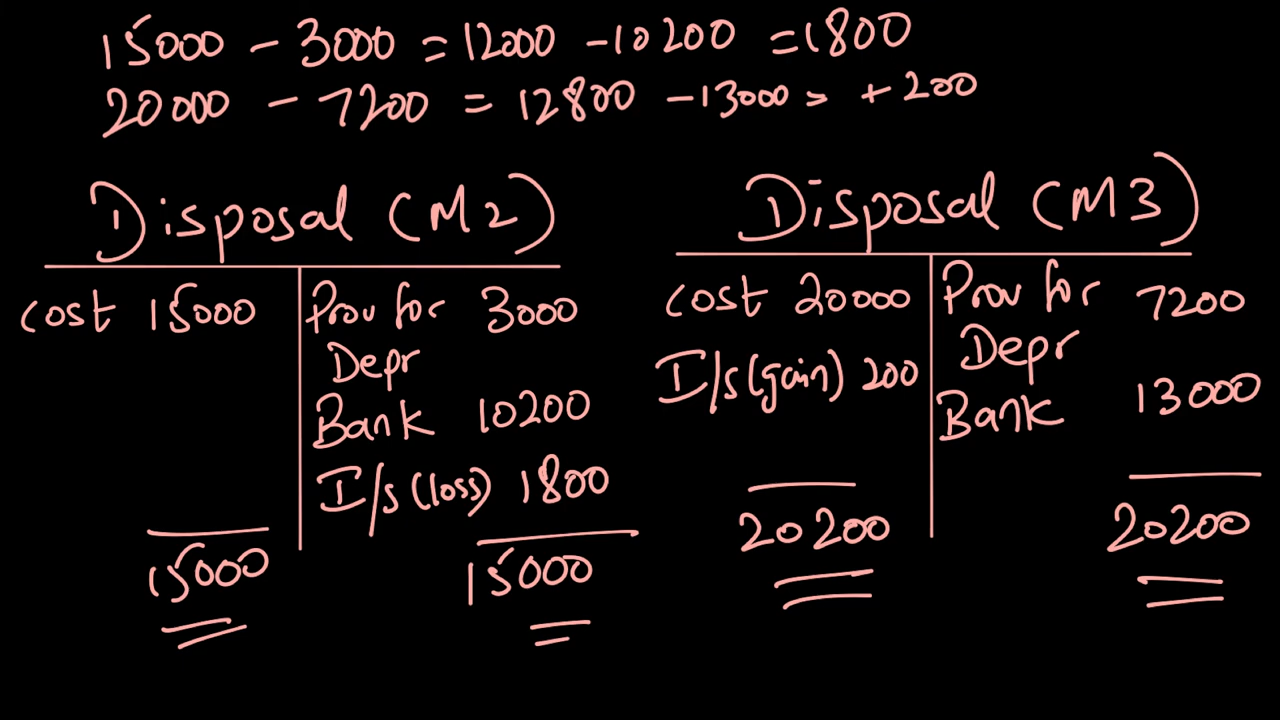 15000 - 3000 = 12000 - 10200 = 1800
20000 - 7200 = 12800 - 13000 = + 200
Disposal (M2)
cost 15000 Prov for 3000
Depr
Bank 10200
I/s (loss) 1800
15000 15000
Disposal (M3)
cost 20000 Prov for 7200
Depr
I/s (gain) 200
Bank 13000
20200 20200